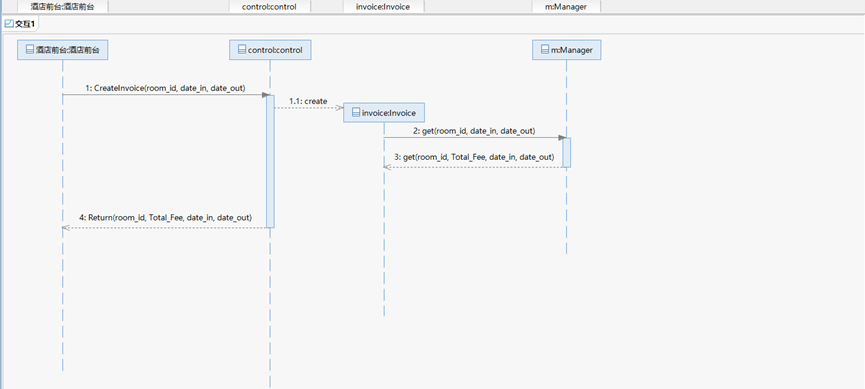 酒店前台:酒店前台 control:control invoice:Invoice m:Manager
交互1
酒店前台:酒店前台 control:control m:Manager
1: CreateInvoice(room_id, date_in, date_out)
1.1: create
invoice:Invoice
2: get(room_id, date_in, date_out)
3: get(room_id, Total_Fee, date_in, date_out)
4: Return(room_id, Total_Fee, date_in, date_out)